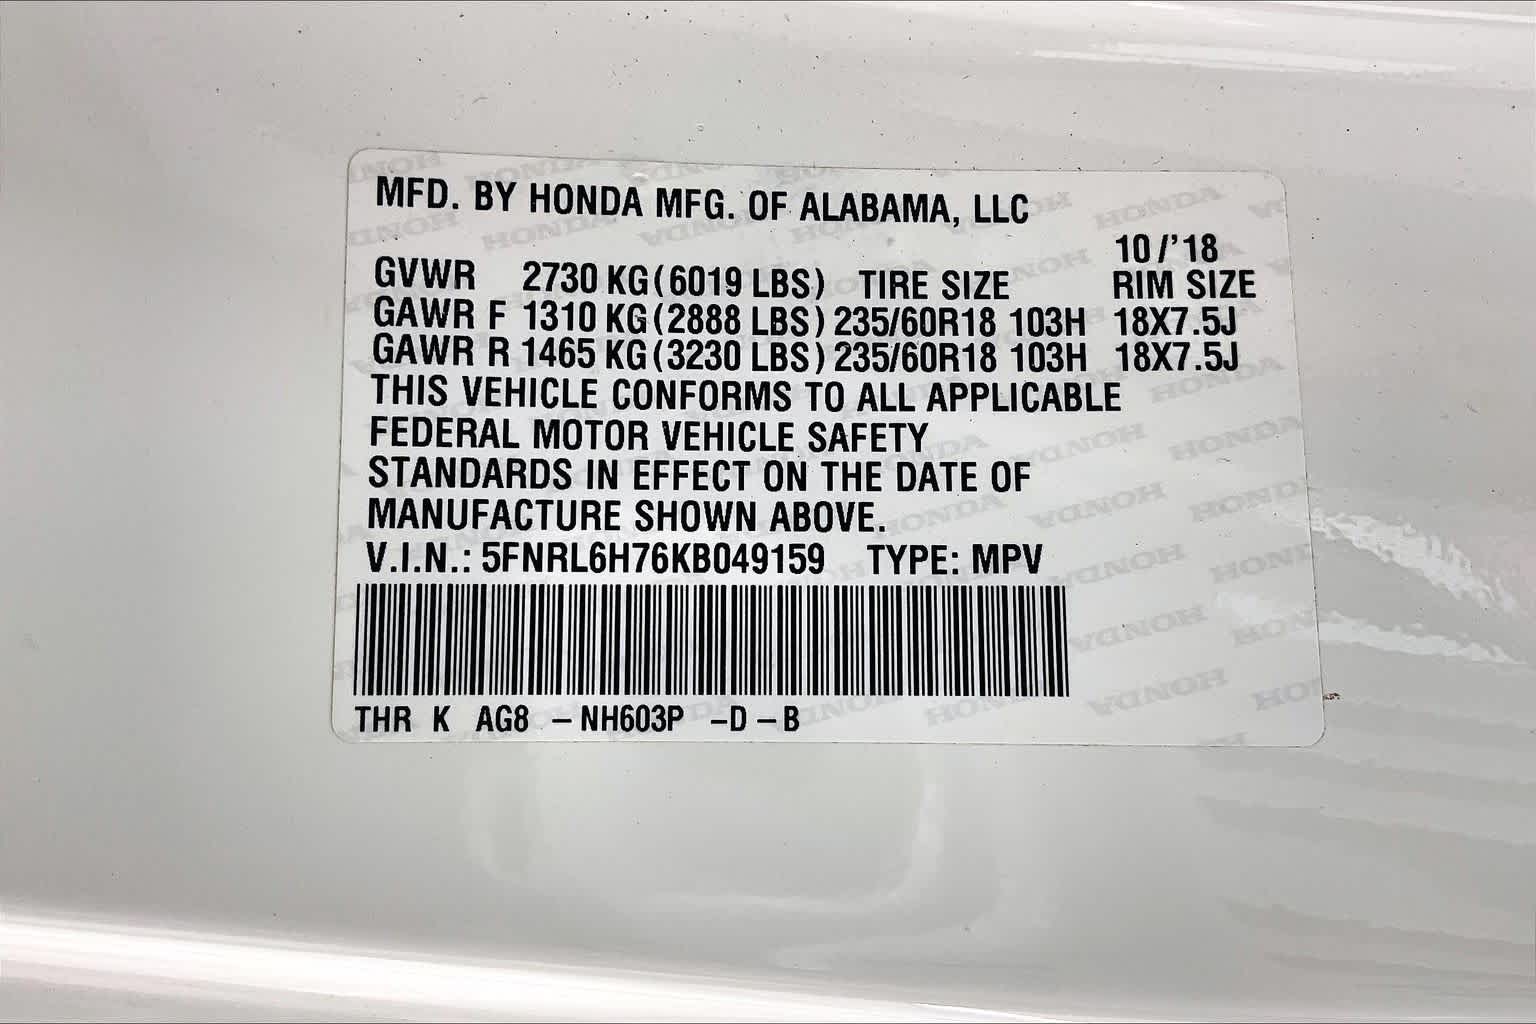 MFD. BY HONDA MFG. OF ALABAMA, LLC
10/'18
GVWR 2730 KG(6019 LBS) TIRE SIZE RIM SIZE
GAWR F 1310 KG(2888 LBS) 235/60R18 103H 18X7.5J
GAWR R 1465 KG(3230 LBS) 235/60R18 103H 18X7.5J
THIS VEHICLE CONFORMS TO ALL APPLICABLE
FEDERAL MOTOR VEHICLE SAFETY
STANDARDS IN EFFECT ON THE DATE OF
MANUFACTURE SHOWN ABOVE.
V.I.N.: 5FNRL6H76KB049159 TYPE: MPV
THR K AG8 -NH603P -D-B